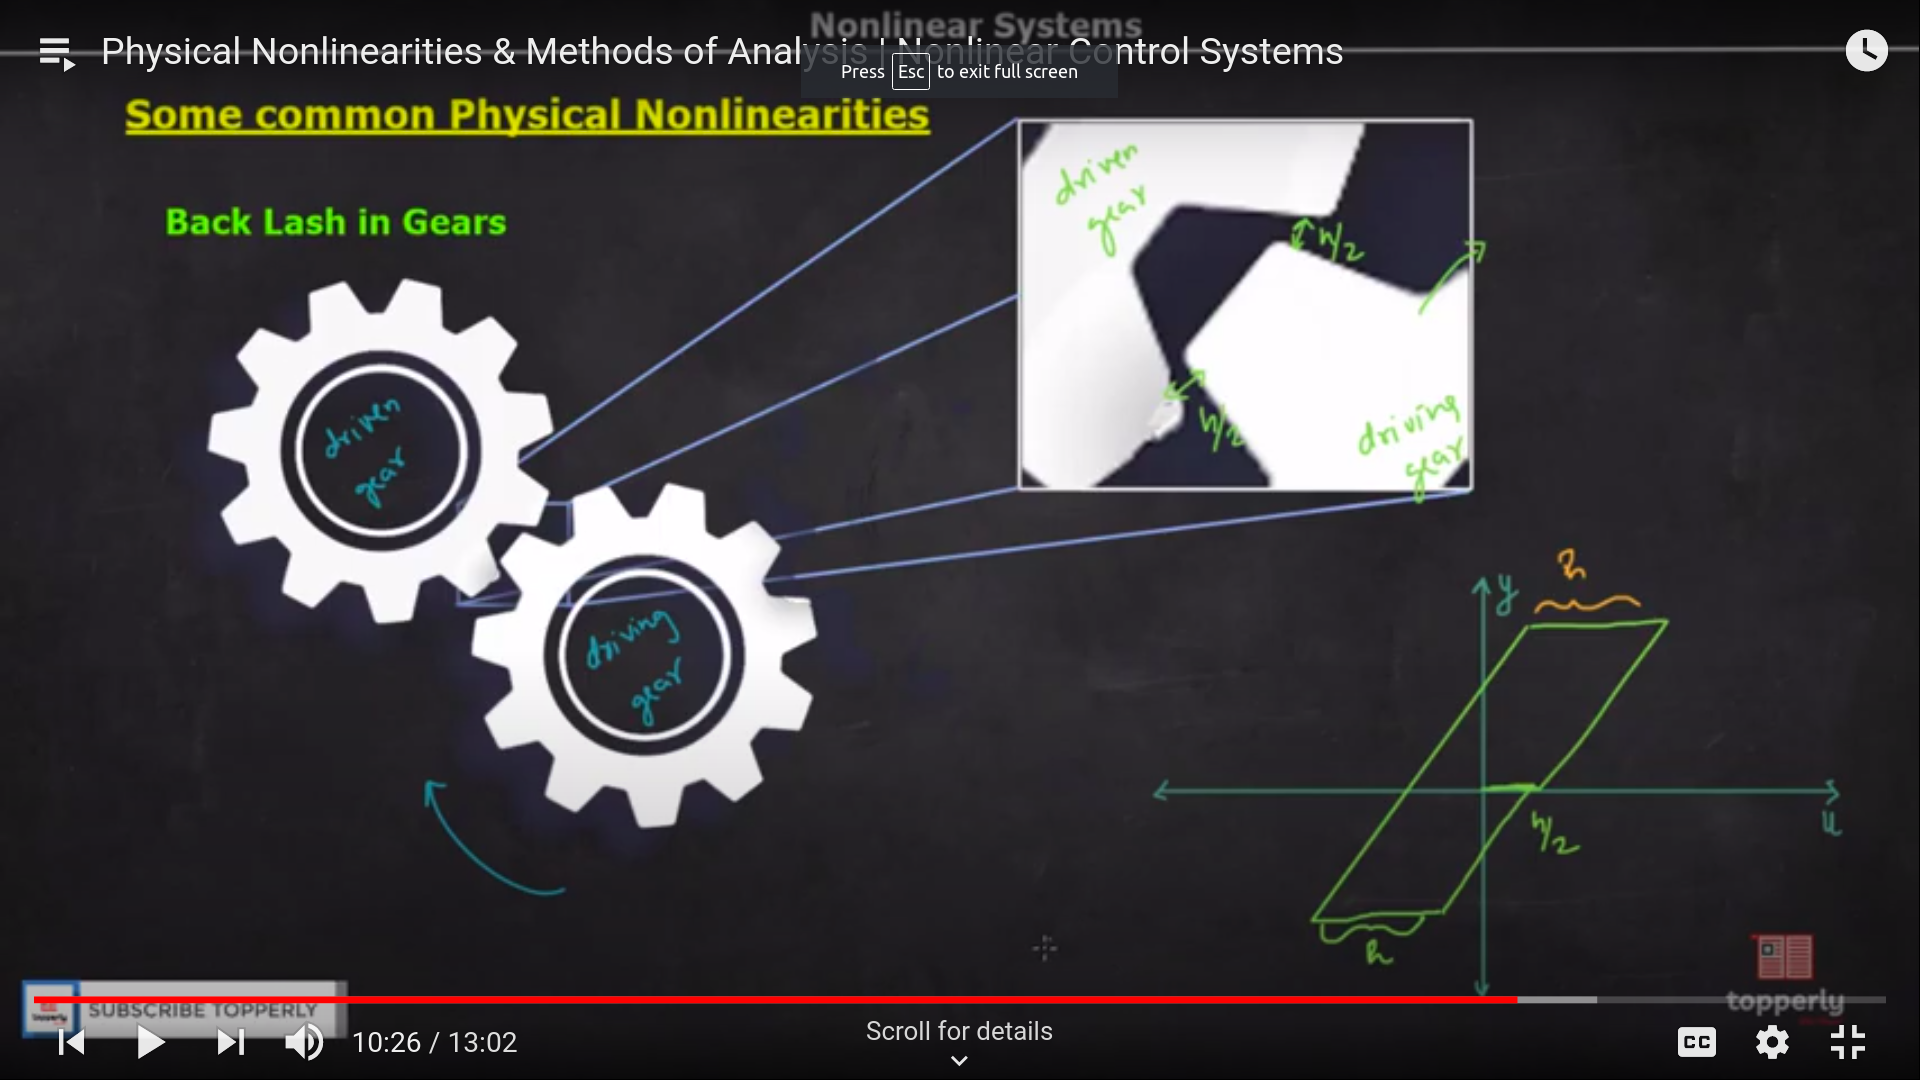 Nonlinear Systems
Physical Nonlinearities & Methods of Analysis | Nonlinear Control Systems
Press Esc to exit full screen
Some common Physical Nonlinearities
Back Lash in Gears
driven
gear
h/2
h/2
driving
gear
driven
gear
driving
gear
y
h
u
h/2
h
topperly
SUBSCRIBE TOPPERLY
10:26 / 13:02
Scroll for details
CC